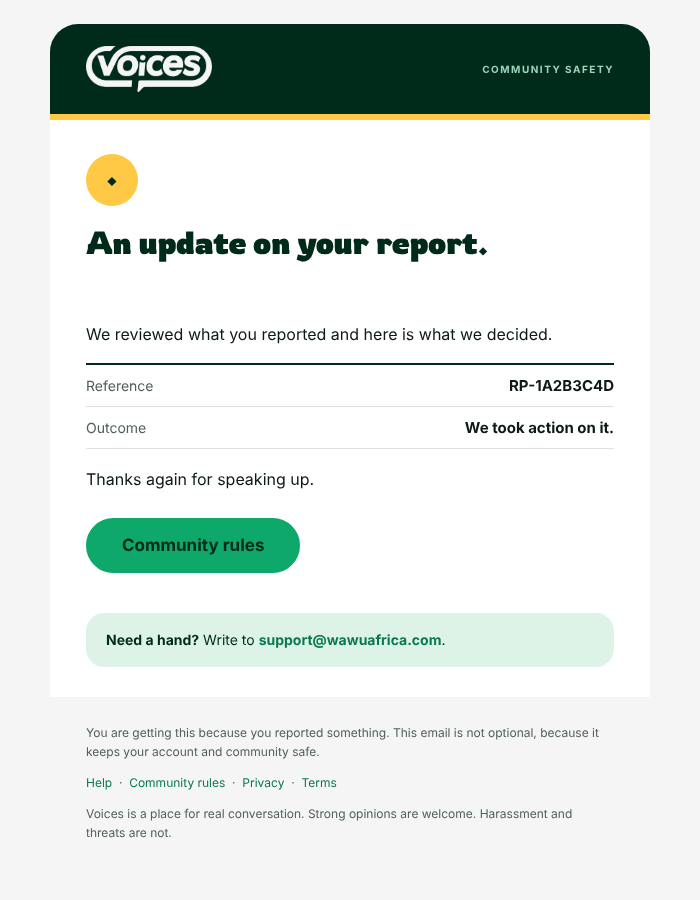 Voices
COMMUNITY SAFETY
An update on your report.
We reviewed what you reported and here is what we decided.
Reference RP-1A2B3C4D
Outcome We took action on it.
Thanks again for speaking up.
Community rules
Need a hand? Write to support@wawuafrica.com.
You are getting this because you reported something. This email is not optional, because it
keeps your account and community safe.
Help · Community rules · Privacy · Terms
Voices is a place for real conversation. Strong opinions are welcome. Harassment and
threats are not.